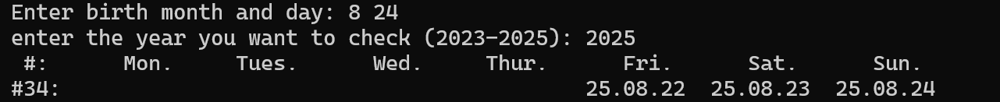 Enter birth month and day: 8 24
enter the year you want to check (2023-2025): 2025
#: Mon. Tues. Wed. Thur. Fri. Sat. Sun.
#34: 25.08.22 25.08.23 25.08.24